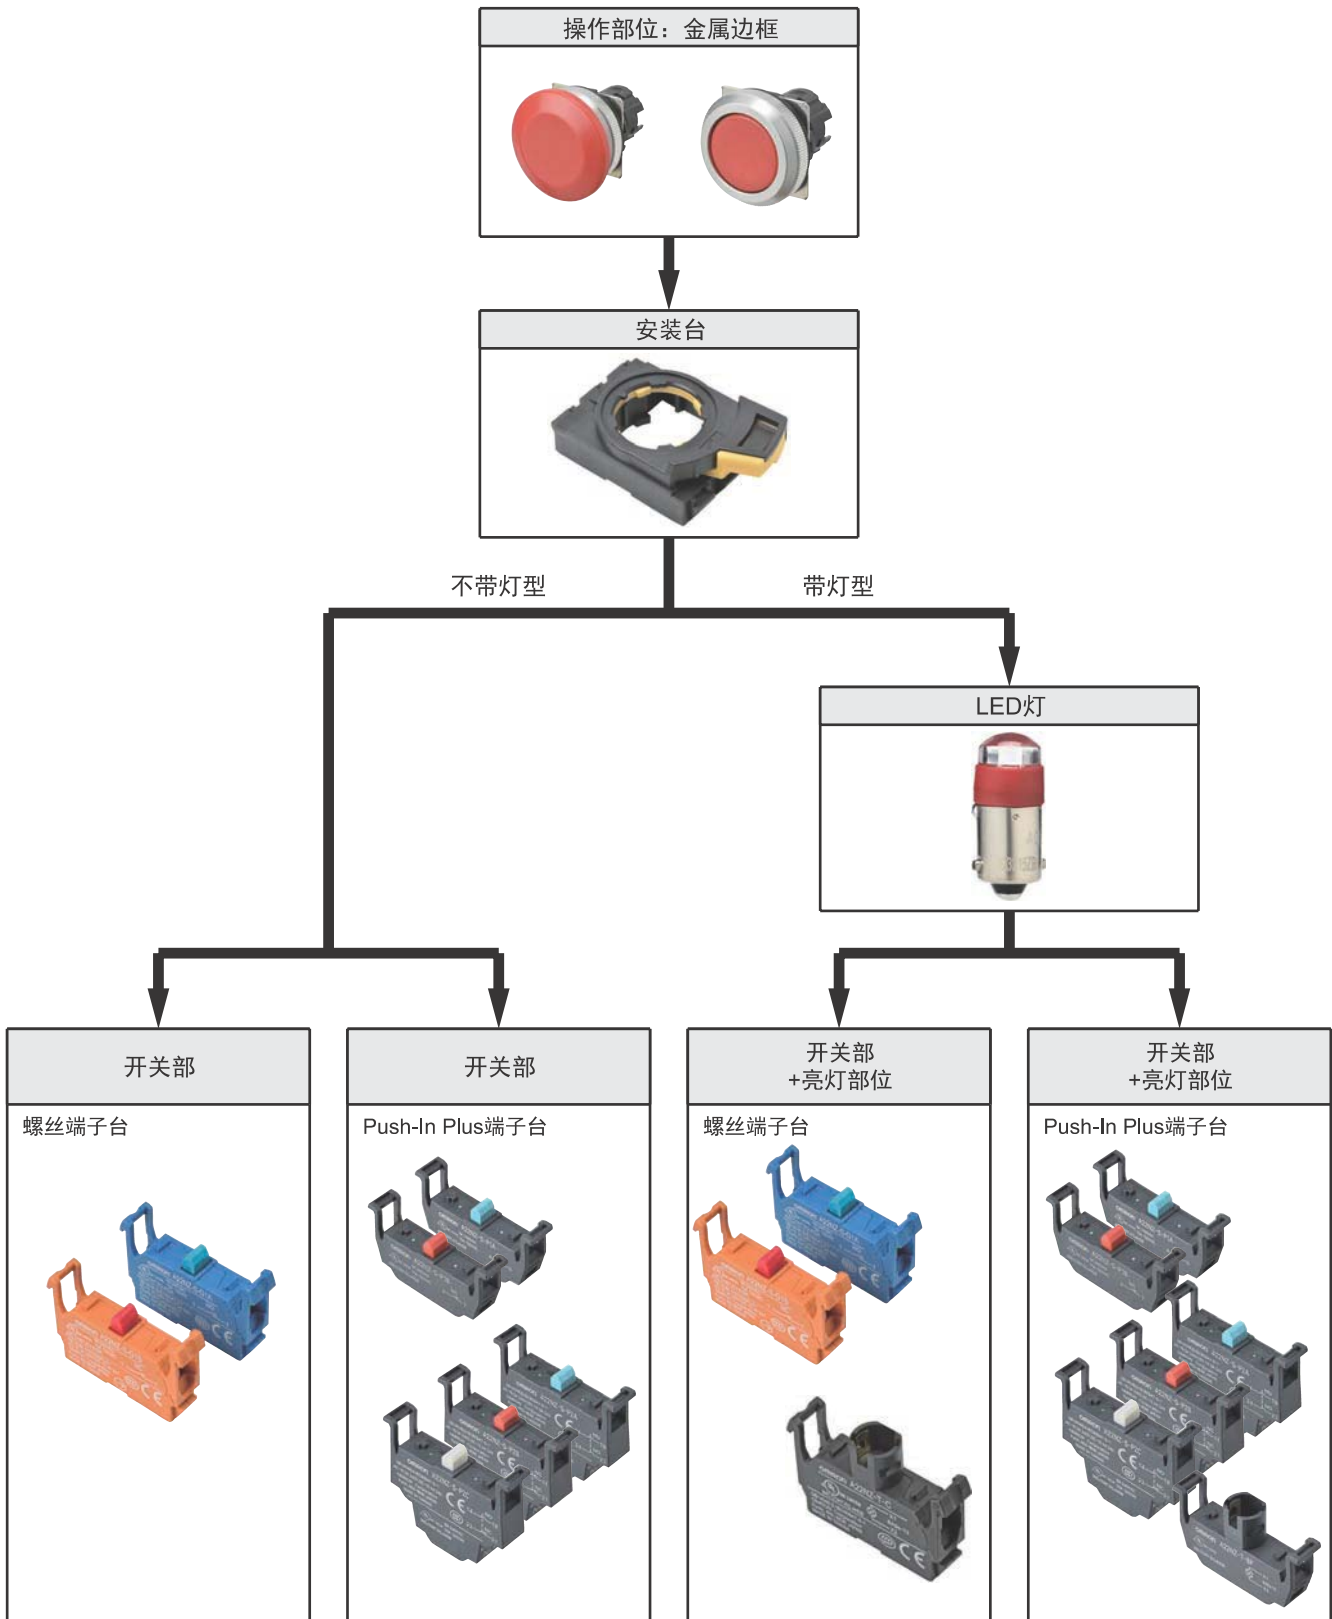 操作部位：金属边框
安装台
不带灯型
带灯型
LED灯
开关部
开关部
开关部
+亮灯部位
开关部
+亮灯部位
螺丝端子台
Push-In Plus端子台
螺丝端子台
Push-In Plus端子台